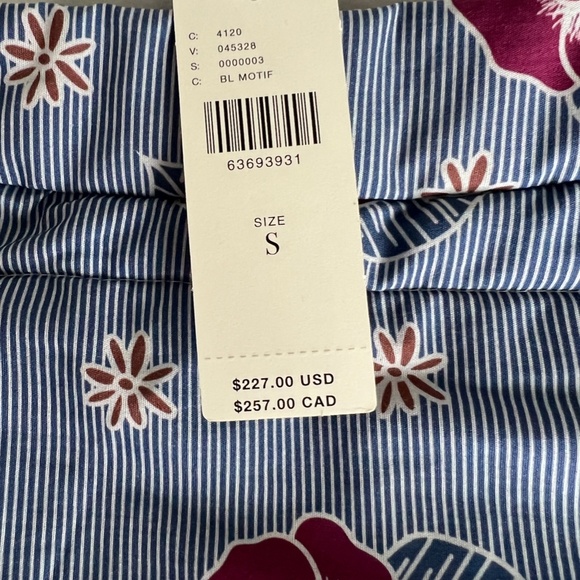 C: 4120
V: 045328
S: 0000003
C: BL MOTIF
63693931
SIZE
S
$227.00 USD
$257.00 CAD